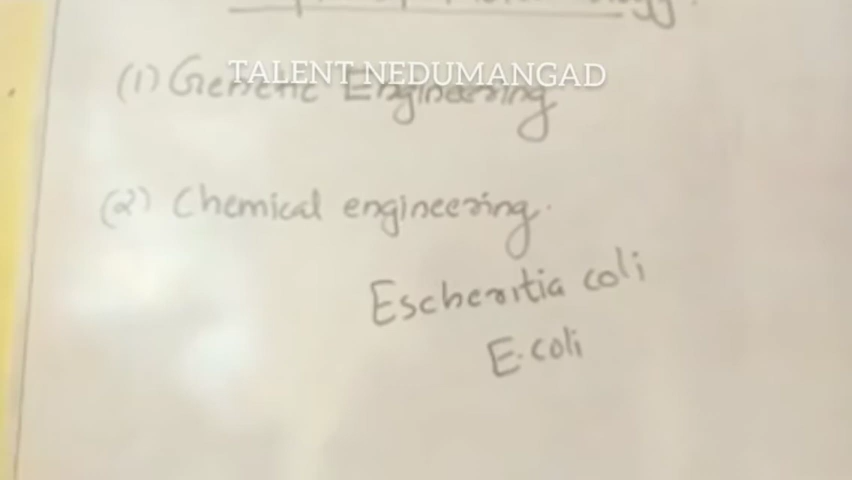 TALENT NEDUMANGAD
(1) Genetic Engineering
(2) Chemical engineering.
Escheritia coli
E.coli